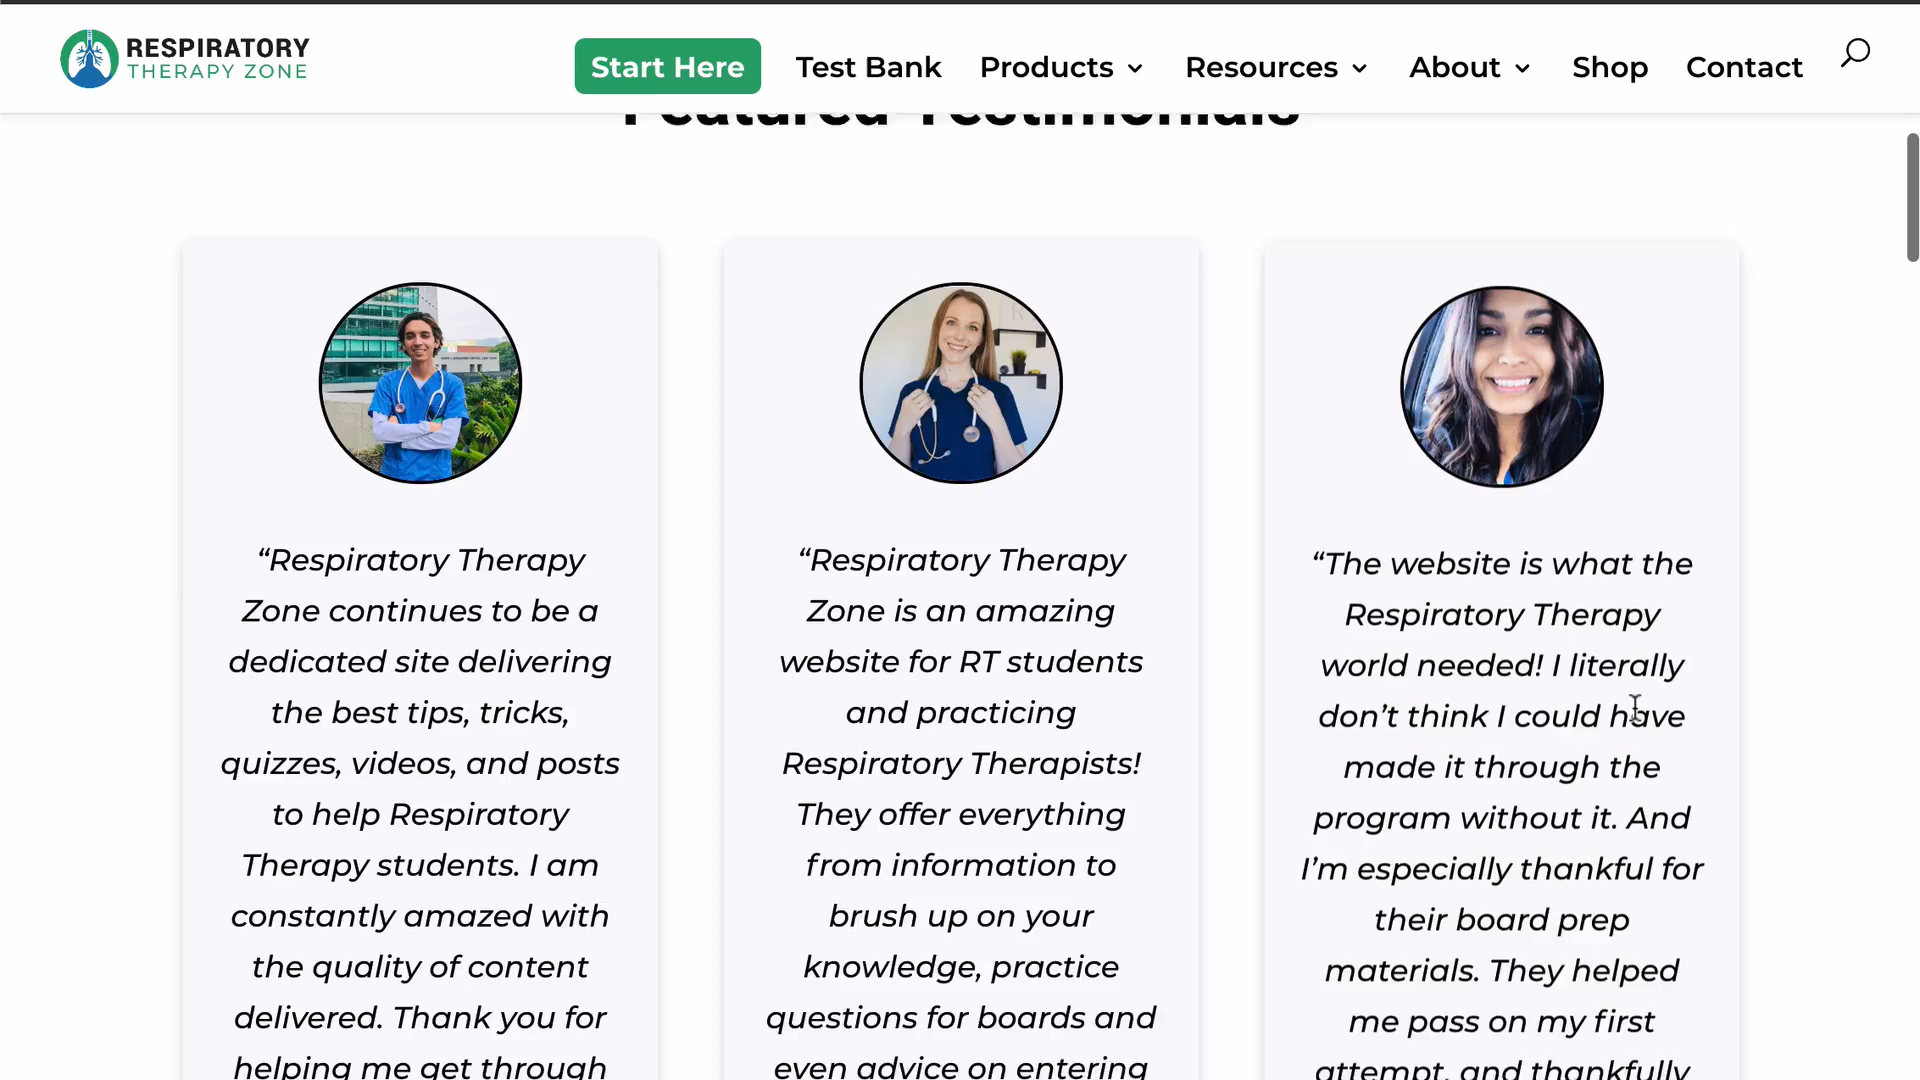 RESPIRATORY
THERAPY ZONE
Start Here
Test Bank
Products
Resources
About
Shop
Contact
Featured Testimonials
“Respiratory Therapy
Zone continues to be a
dedicated site delivering
the best tips, tricks,
quizzes, videos, and posts
to help Respiratory
Therapy students. I am
constantly amazed with
the quality of content
delivered. Thank you for
helping me get through
“Respiratory Therapy
Zone is an amazing
website for RT students
and practicing
Respiratory Therapists!
They offer everything
from information to
brush up on your
knowledge, practice
questions for boards and
even advice on entering
“The website is what the
Respiratory Therapy
world needed! I literally
don’t think I could have
made it through the
program without it. And
I’m especially thankful for
their board prep
materials. They helped
me pass on my first
attempt, and thankfully